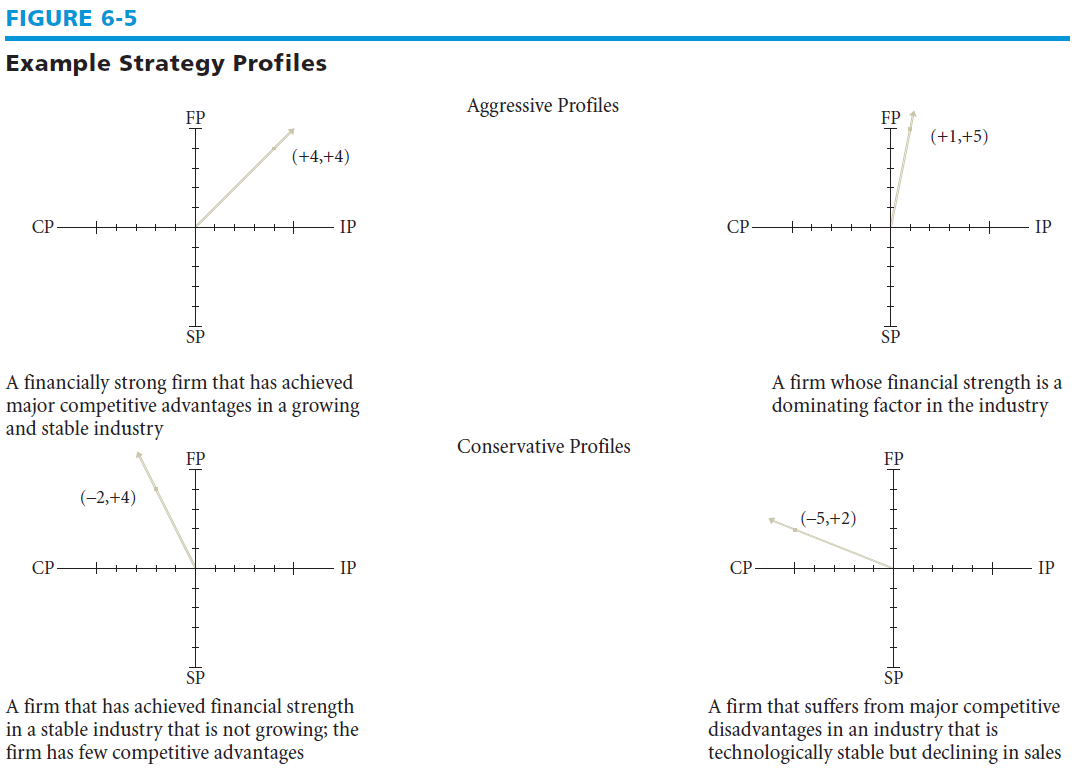 FIGURE 6-5
Example Strategy Profiles
Aggressive Profiles
FP
(+4,+4)
CP
IP
SP
A financially strong firm that has achieved
major competitive advantages in a growing
and stable industry
FP
(+1,+5)
CP
IP
SP
A firm whose financial strength is a
dominating factor in the industry
Conservative Profiles
FP
(–2,+4)
CP
IP
SP
A firm that has achieved financial strength
in a stable industry that is not growing; the
firm has few competitive advantages
FP
(–5,+2)
CP
IP
SP
A firm that suffers from major competitive
disadvantages in an industry that is
technologically stable but declining in sales